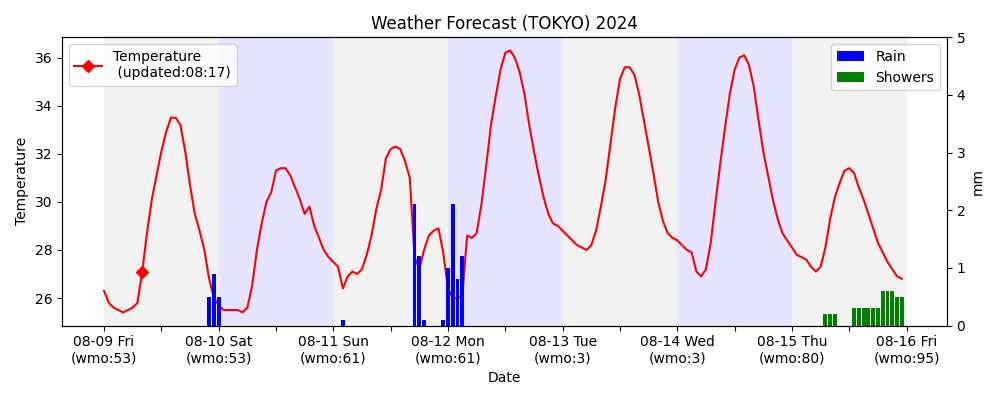 Weather Forecast (TOKYO) 2024
Temperature
(updated:08:17)
Rain
Showers
36
34
32
30
28
26
Temperature
5
4
3
2
1
0
mm
08-09 Fri
(wmo:53)
08-10 Sat
(wmo:53)
08-11 Sun
(wmo:61)
08-12 Mon
(wmo:61)
08-13 Tue
(wmo:3)
08-14 Wed
(wmo:3)
08-15 Thu
(wmo:80)
08-16 Fri
(wmo:95)
Date